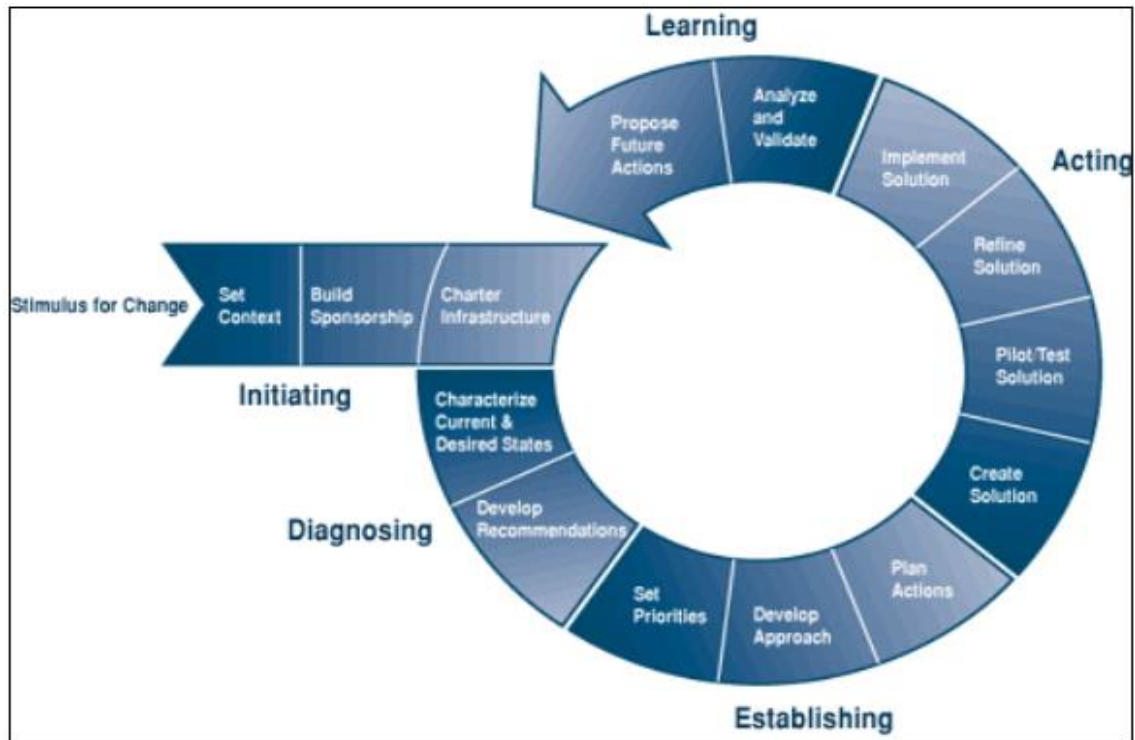 Learning
Propose
Future
Actions
Analyze
and
Validate
Implement
Solution
Acting
Refine
Solution
Pilot/Test
Solution
Create
Solution
Stimulus for Change
Set
Context
Build
Sponsorship
Charter
Infrastructure
Initiating
Characterize
Current &
Desired States
Diagnosing
Develop
Recommendations
Set
Priorities
Develop
Approach
Plan
Actions
Establishing